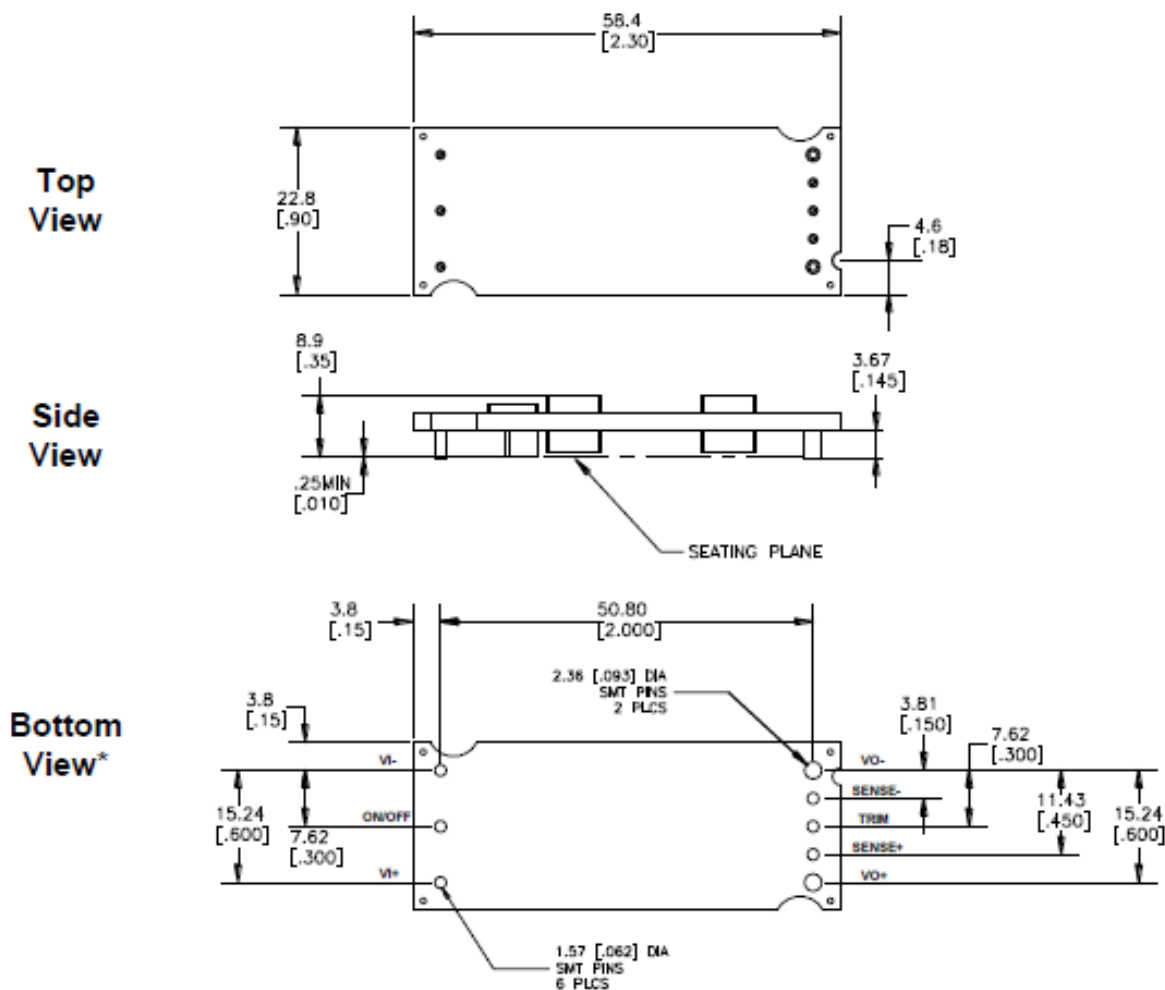 58.4
[2.30]
Top
View
22.8
[.90]
4.6
[.18]
8.9
[.35]
3.67
[.145]
Side
View
.25MIN
[.010]
SEATING PLANE
3.8
[.15]
50.80
[2.000]
2.36 [.093] DIA
SMT PINS
2 PLCS
3.81
[.150]
7.62
[.300]
3.8
[.15]
Bottom
View*
VI-
VO-
SENSE-
15.24
[.600]
ON/OFF
7.62
[.300]
TRIM
11.43
[.450]
15.24
[.600]
SENSE+
VI+
VO+
1.57 [.062] DIA
SMT PINS
6 PLCS